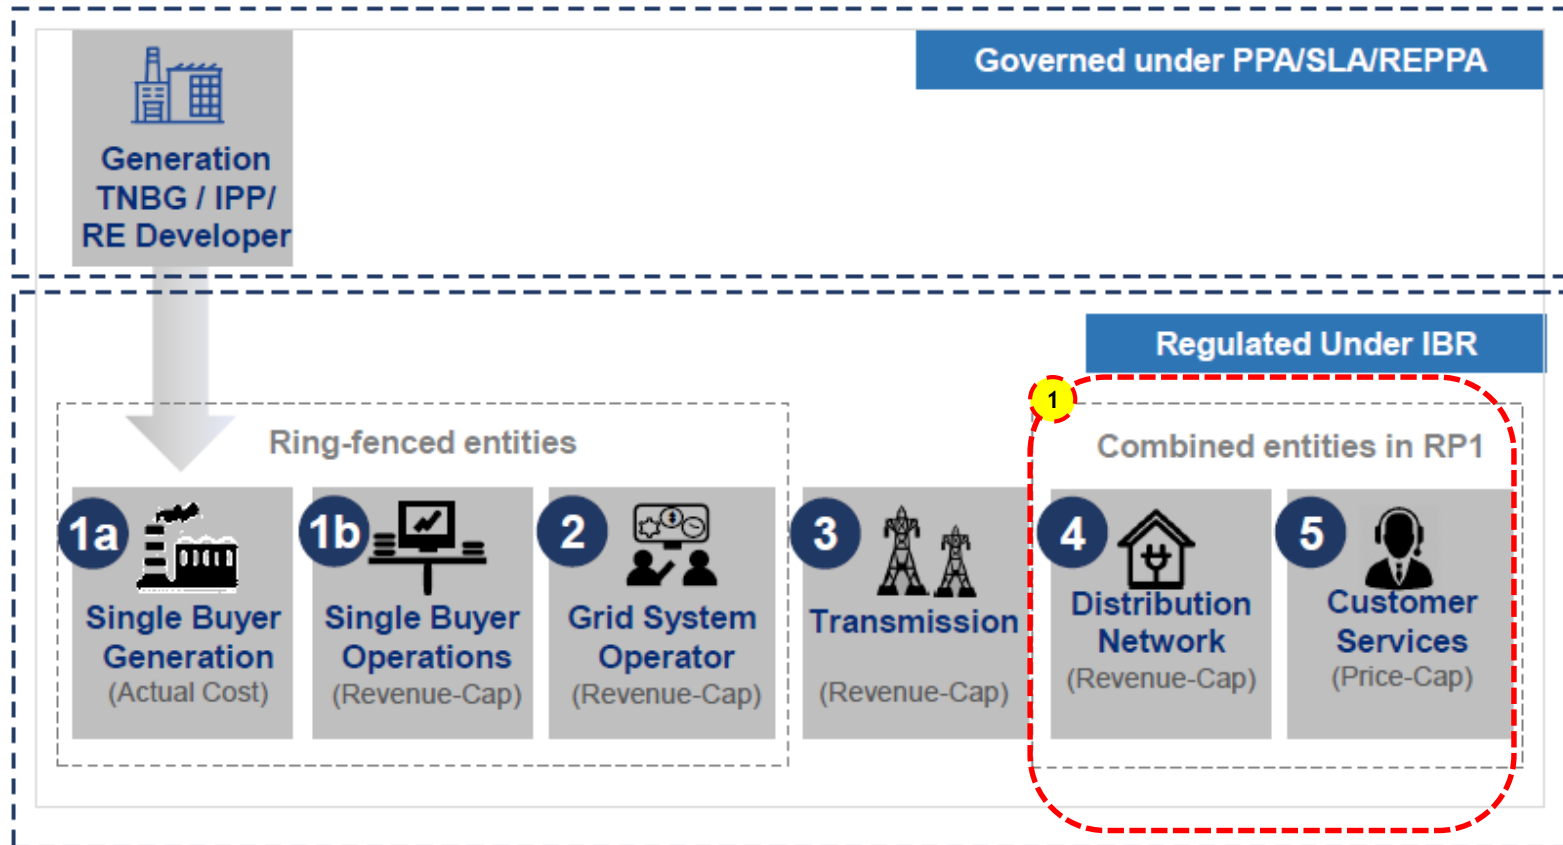 Governed under PPA/SLA/REPPA
Generation
TNBG / IPP/
RE Developer
Regulated Under IBR
1
Ring-fenced entities
Combined entities in RP1
1a
Single Buyer
Generation
(Actual Cost)
1b
Single Buyer
Operations
(Revenue-Cap)
2
Grid System
Operator
(Revenue-Cap)
3
Transmission
(Revenue-Cap)
4
Distribution
Network
(Revenue-Cap)
5
Customer
Services
(Price-Cap)